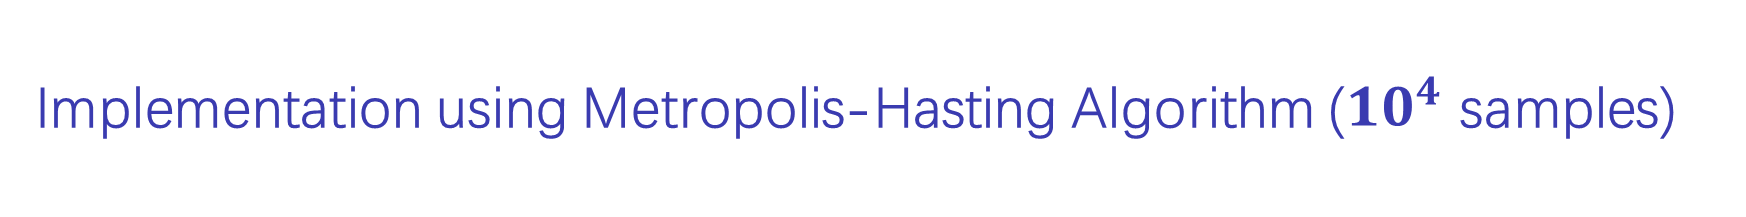 Implementation using Metropolis-Hasting Algorithm (10⁴ samples)